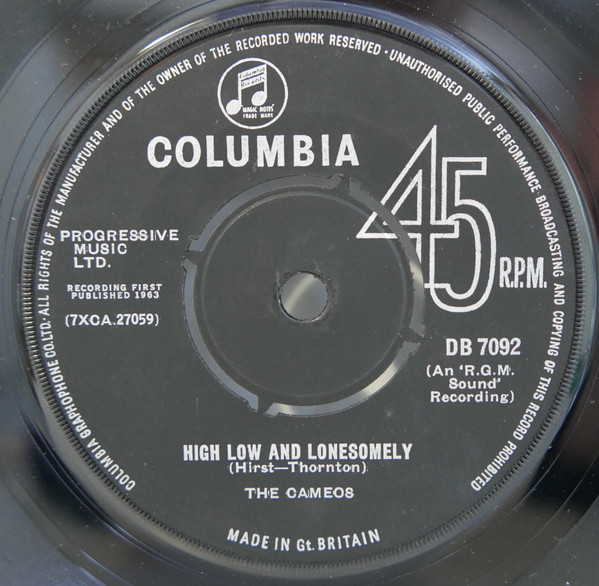 COLUMBIA GRAPHOPHONE CO.LTD· ALL RIGHTS OF THE MANUFACTURER AND OF THE OWNER OF THE RECORDED WORK RESERVED · UNAUTHORISED PUBLIC PERFORMANCE BROADCASTING AND COPYING OF THIS RECORD PROHIBITED
Columbia
Records
MAGIC NOTES
TRADE MARK
COLUMBIA
45
R.P.M.
PROGRESSIVE
MUSIC
LTD.
RECORDING FIRST
PUBLISHED 1963
(7XCA.27059)
DB 7092
(An 'R.G.M.
Sound'
Recording)
HIGH LOW AND LONESOMELY
(Hirst—Thornton)
THE CAMEOS
MADE IN Gt. BRITAIN